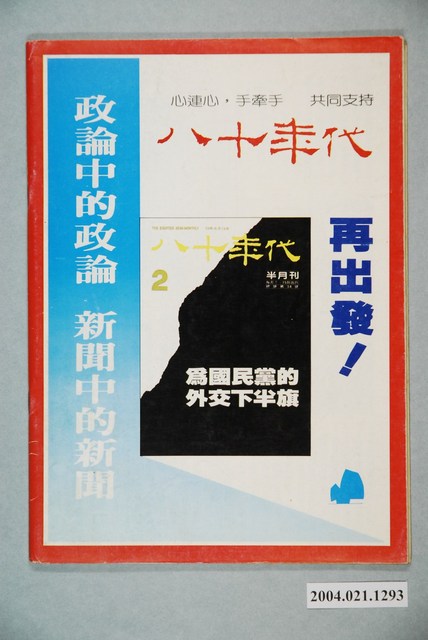 心連心，手牽手　共同支持
八十年代
再出發！
政論中的政論　新聞中的新聞
八十年代
2
半月刊
為國民黨的
外交下半旗
2004.021.1293